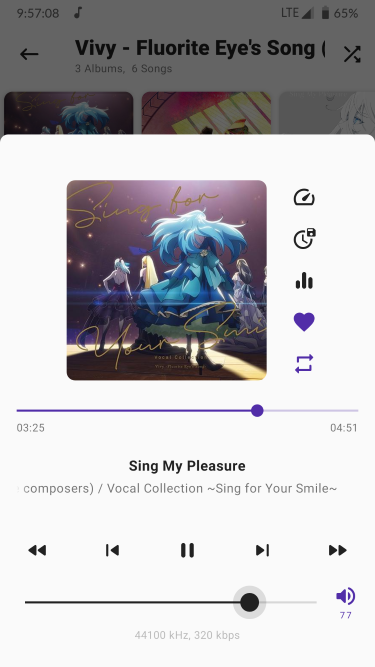 9:57:08 LTE 65%
Vivy - Fluorite Eye's Song (
3 Albums, 6 Songs
Sing for
Your Smile
Vocal Collection
03:25 04:51
Sing My Pleasure
composers) / Vocal Collection ~Sing for Your Smile~
77
44100 kHz, 320 kbps